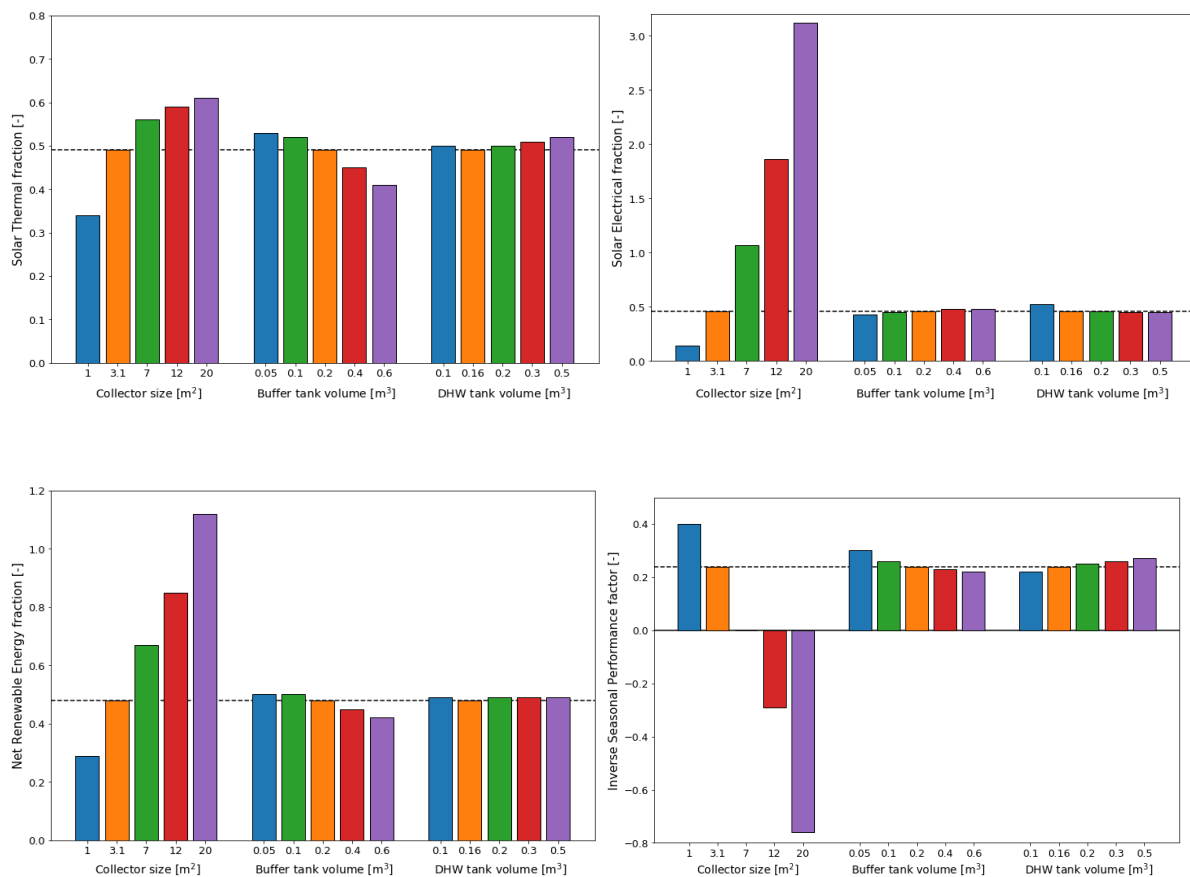 0.8
0.7
0.6
0.5
0.4
0.3
0.2
0.1
0.0
Solar Thermal fraction [-]
1 3.1 7 12 20 0.05 0.1 0.2 0.4 0.6 0.1 0.16 0.2 0.3 0.5
Collector size [m²] Buffer tank volume [m³] DHW tank volume [m³]
3.0
2.5
2.0
1.5
1.0
0.5
0.0
Solar Electrical fraction [-]
1 3.1 7 12 20 0.05 0.1 0.2 0.4 0.6 0.1 0.16 0.2 0.3 0.5
Collector size [m²] Buffer tank volume [m³] DHW tank volume [m³]
1.2
1.0
0.8
0.6
0.4
0.2
0.0
Net Renewable Energy fraction [-]
1 3.1 7 12 20 0.05 0.1 0.2 0.4 0.6 0.1 0.16 0.2 0.3 0.5
Collector size [m²] Buffer tank volume [m³] DHW tank volume [m³]
0.4
0.2
0.0
−0.2
−0.4
−0.6
−0.8
Inverse Seasonal Performance factor [-]
1 3.1 7 12 20 0.05 0.1 0.2 0.4 0.6 0.1 0.16 0.2 0.3 0.5
Collector size [m²] Buffer tank volume [m³] DHW tank volume [m³]